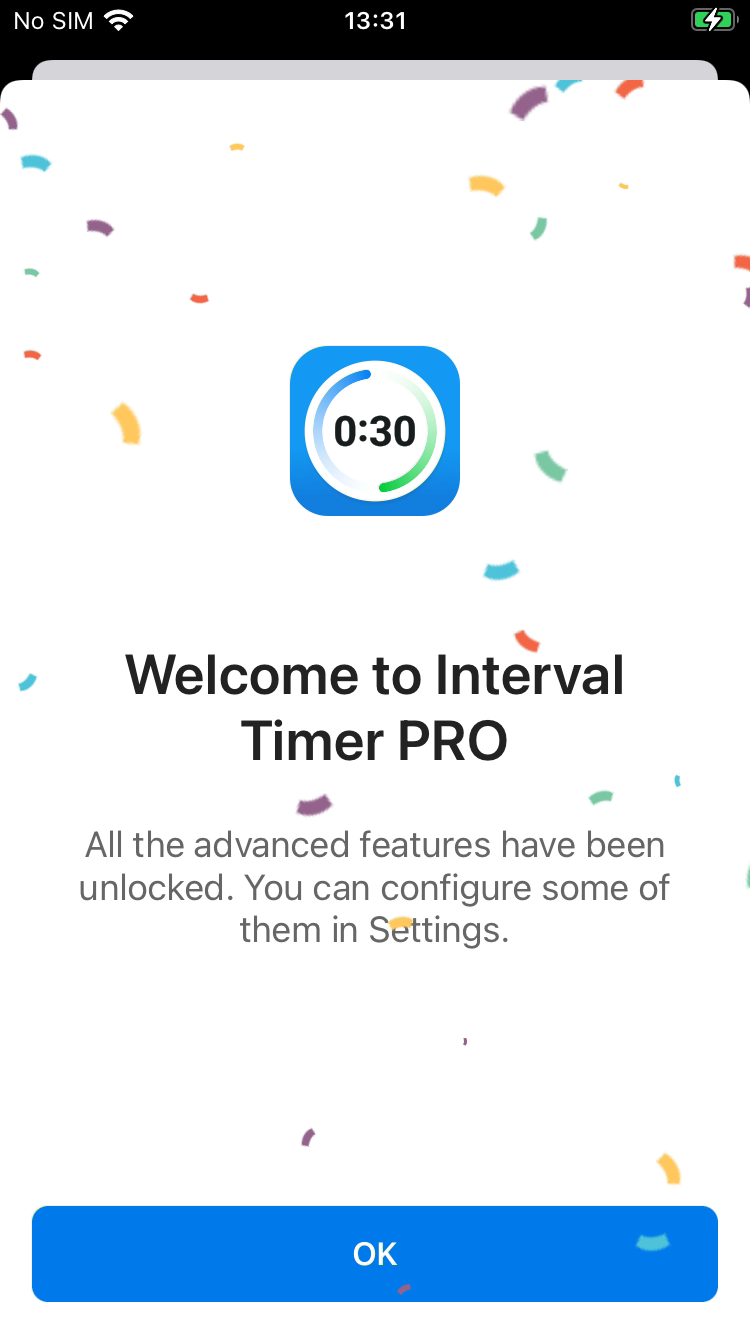 No SIM 13:31
0:30
Welcome to Interval
Timer PRO
All the advanced features have been
unlocked. You can configure some of
them in Settings.
OK